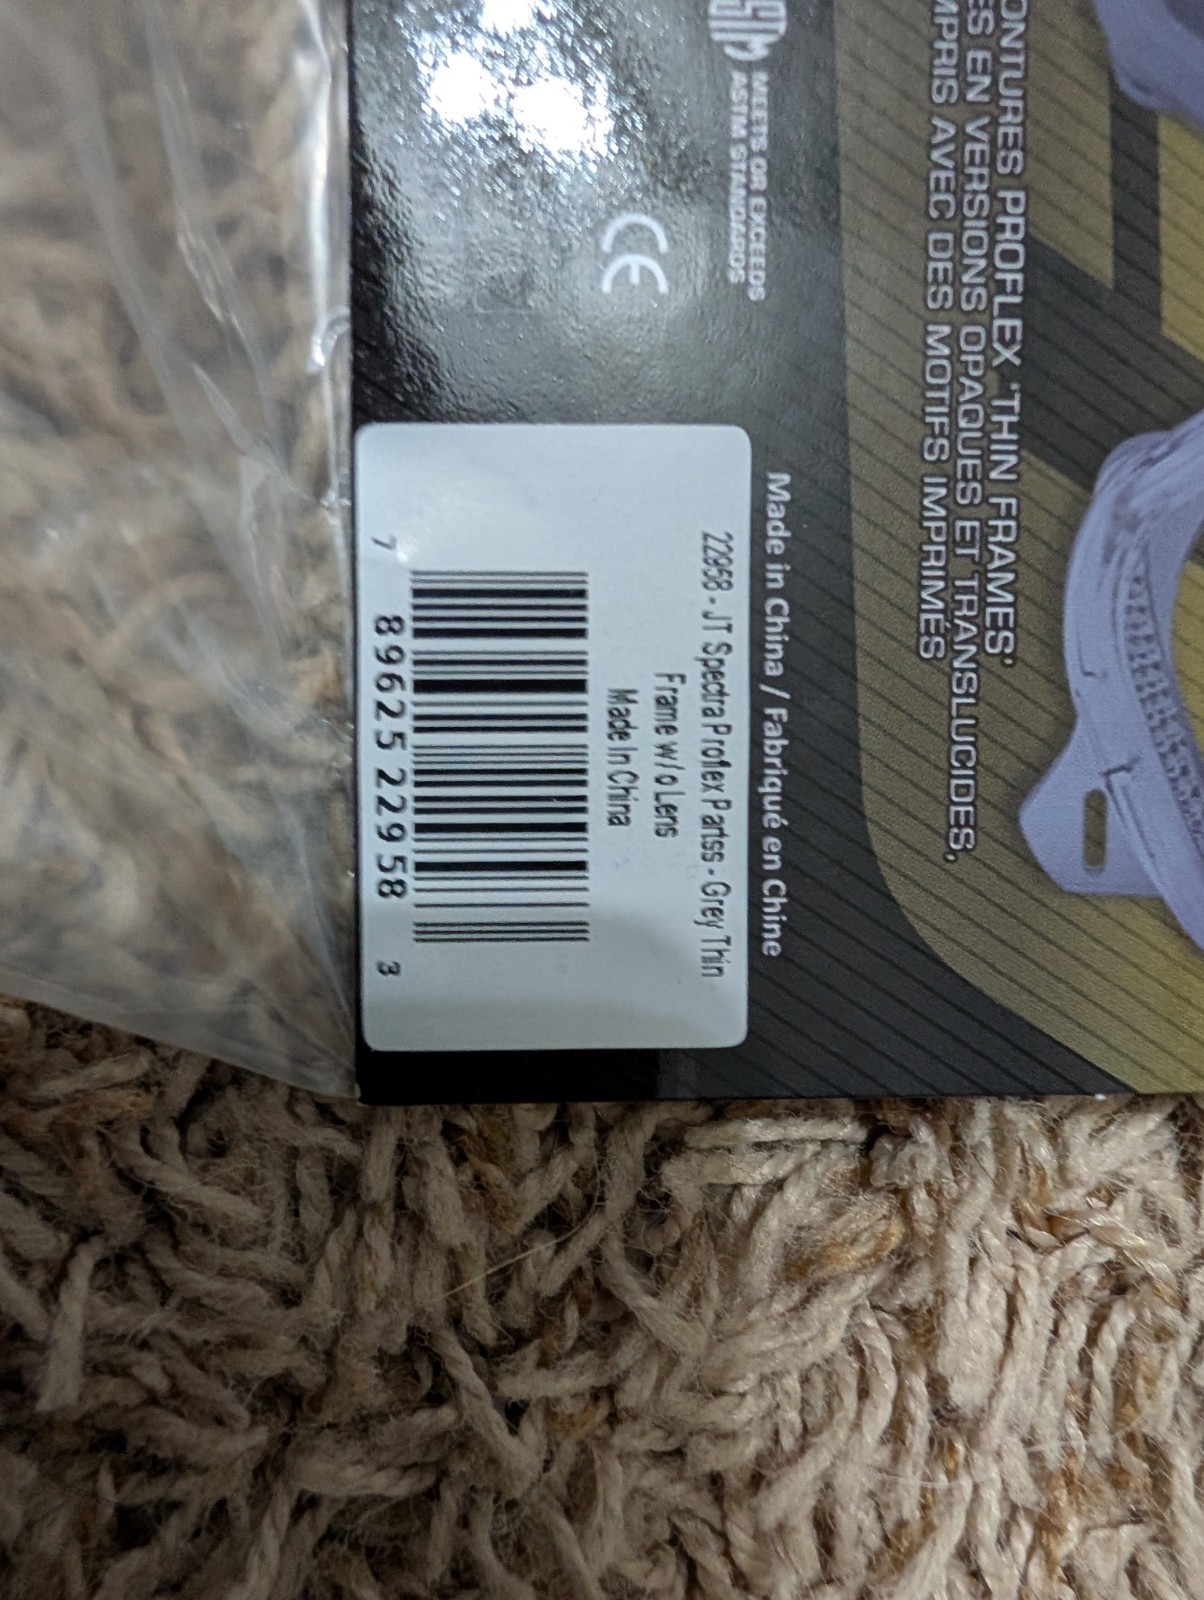 ONTURES PROFLEX 'THIN FRAMES'
ES EN VERSIONS OPAQUES ET TRANSLUCIDES,
MPRIS AVEC DES MOTIFS IMPRIMÉS
MEETS OR EXCEEDS
ASTM STANDARDS
CE
Made in China / Fabriqué en Chine
22958 - JT Spectra Proflex Partss - Grey Thin
Frame w/o Lens
Made In China
7 89625 22958 3